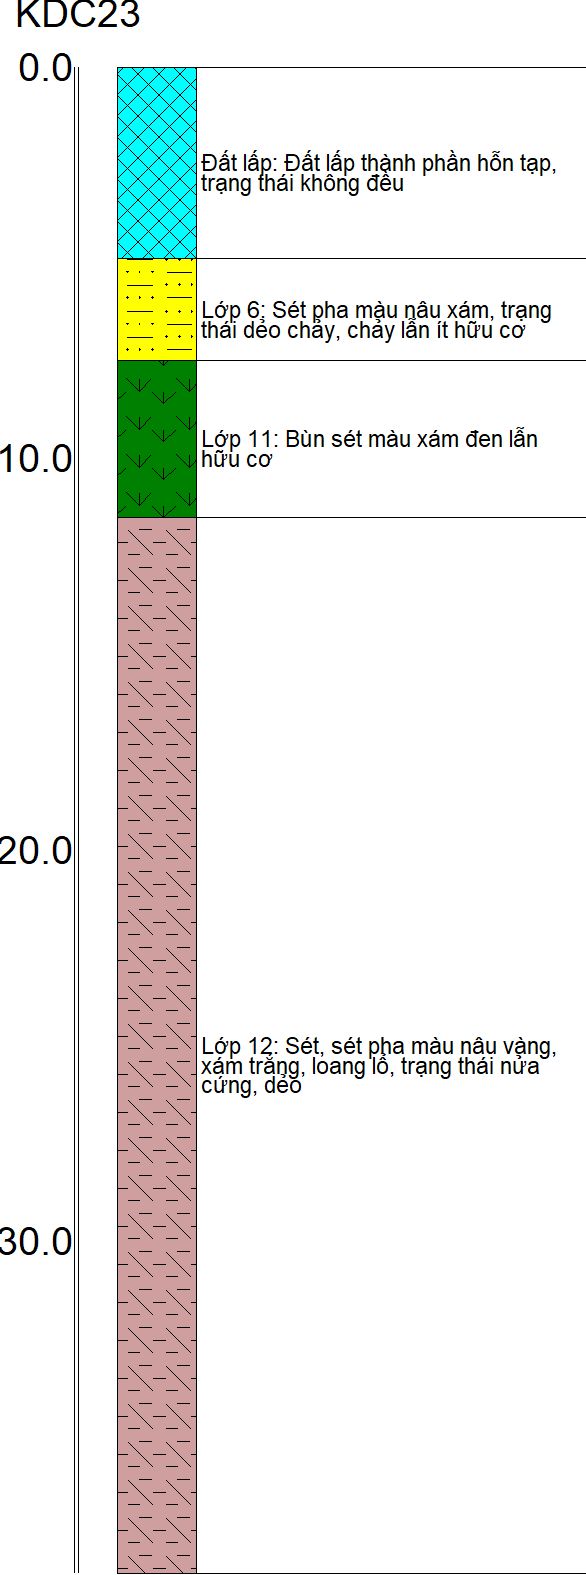 KDC23
0.0
Đất lấp: Đất lấp thành phần hỗn tạp,
trạng thái không đều
Lớp 6: Sét pha màu nâu xám, trạng
thái dẻo chảy, chảy lẫn ít hữu cơ
Lớp 11: Bùn sét màu xám đen lẫn
hữu cơ
10.0
20.0
Lớp 12: Sét, sét pha màu nâu vàng,
xám trắng, loang lổ, trạng thái nửa
cứng, dẻo
30.0